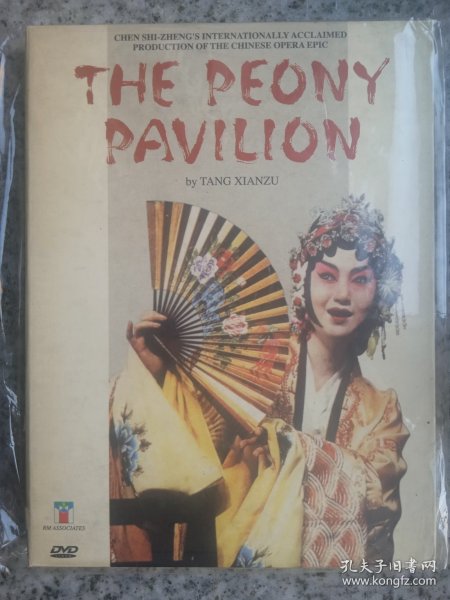 CHEN SHI-ZHENG'S INTERNATIONALLY ACCLAIMED
PRODUCTION OF THE CHINESE OPERA EPIC
THE PEONY
PAVILION
by TANG XIANZU
RM ASSOCIATES
DVD
孔夫子旧书网
www.kongfz.com